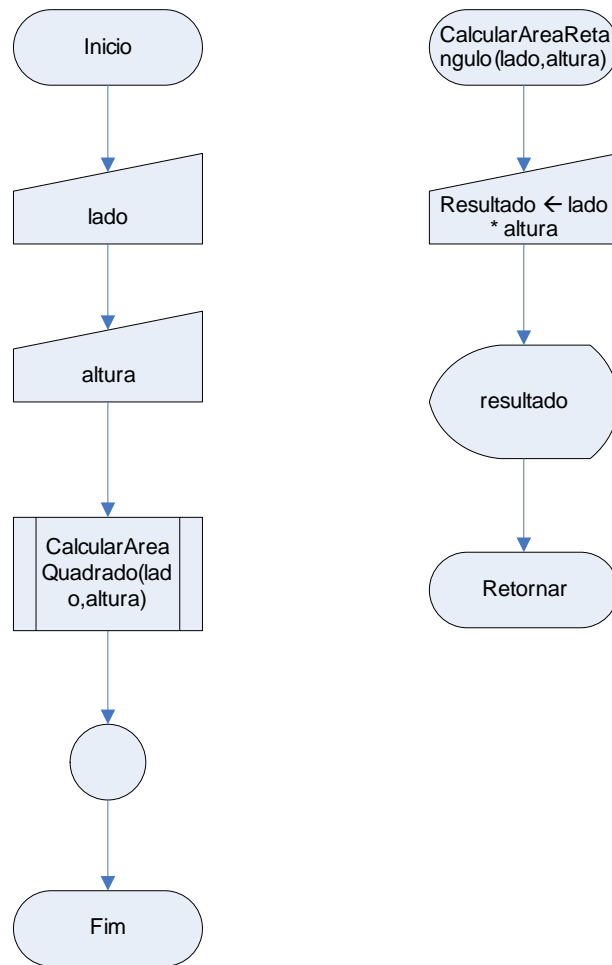 Inicio
lado
altura
CalcularArea
Quadrado(lad
o,altura)
Fim
CalcularAreaReta
ngulo(lado,altura)
Resultado ← lado
* altura
resultado
Retornar